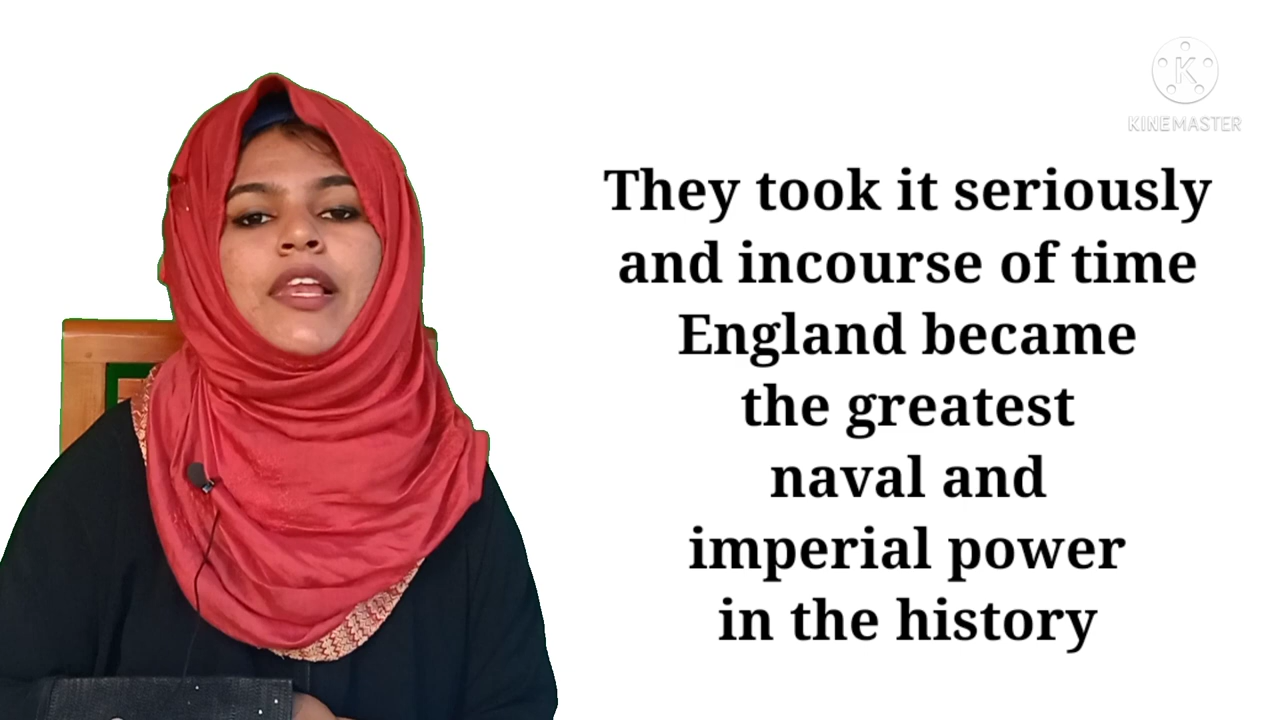 KINEMASTER
They took it seriously
and incourse of time
England became
the greatest
naval and
imperial power
in the history